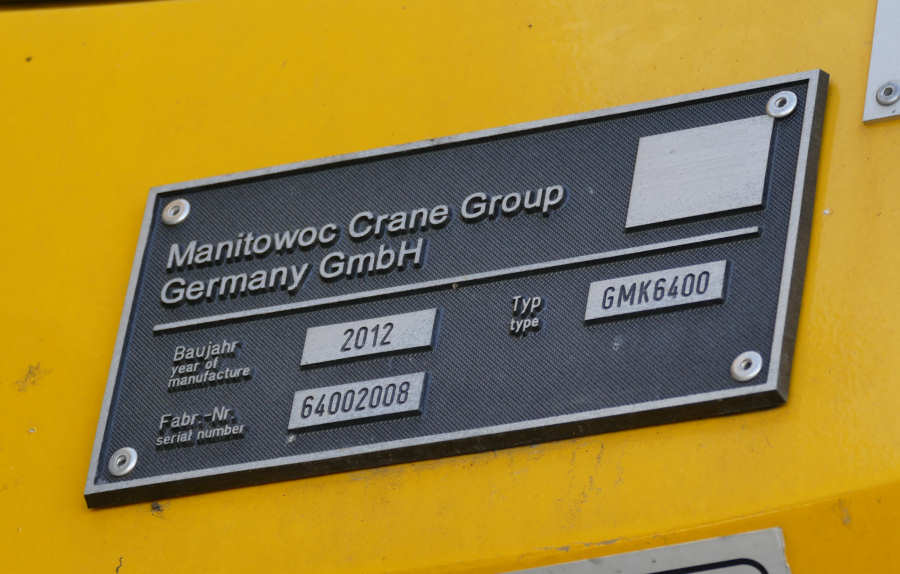 Manitowoc Crane Group
Germany GmbH
Baujahr
year of
manufacture
2012
Typ
type
GMK6400
Fabr.-Nr.
serial number
64002008